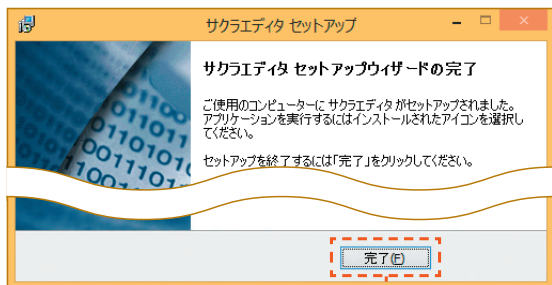 サクラエディタ セットアップ
サクラエディタ セットアップウィザードの完了
ご使用のコンピューターに サクラエディタ がセットアップされました。
アプリケーションを実行するにはインストールされたアイコンを選択し
てください。
セットアップを終了するには「完了」をクリックしてください。
011001
0110101
01101010
0011101
1100
完了(F)